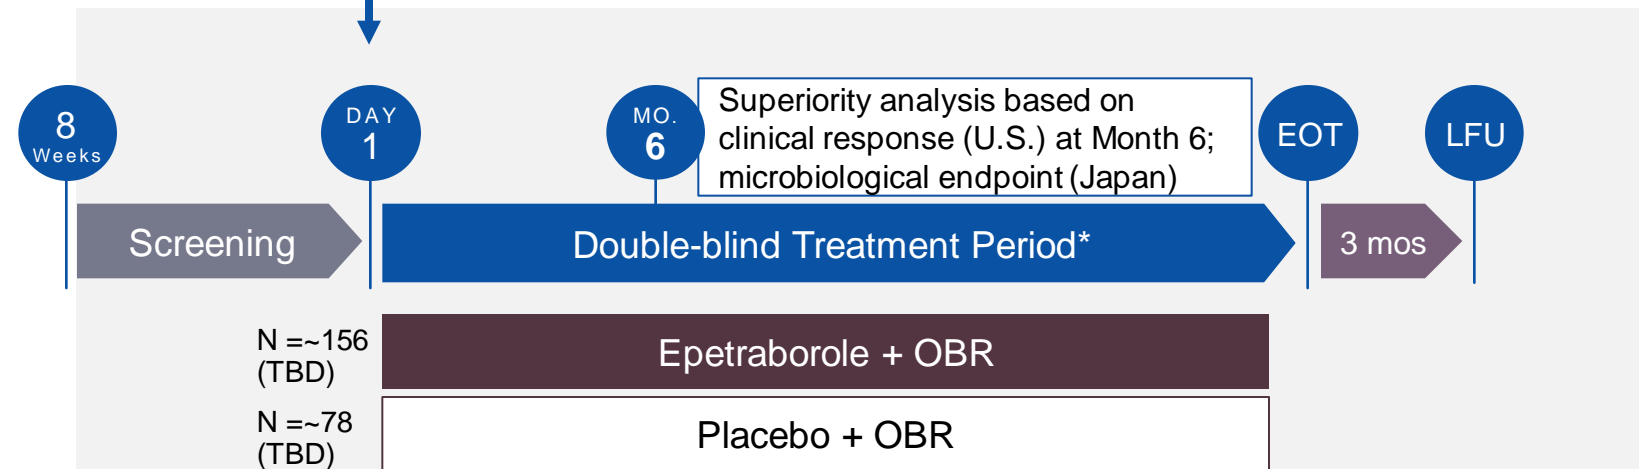 8
Weeks
DAY
1
MO.
6
Superiority analysis based on
clinical response (U.S.) at Month 6;
microbiological endpoint (Japan)
EOT
LFU
Screening
Double-blind Treatment Period*
3 mos
N =~156
(TBD)
Epetraborole + OBR
N =~78
(TBD)
Placebo + OBR